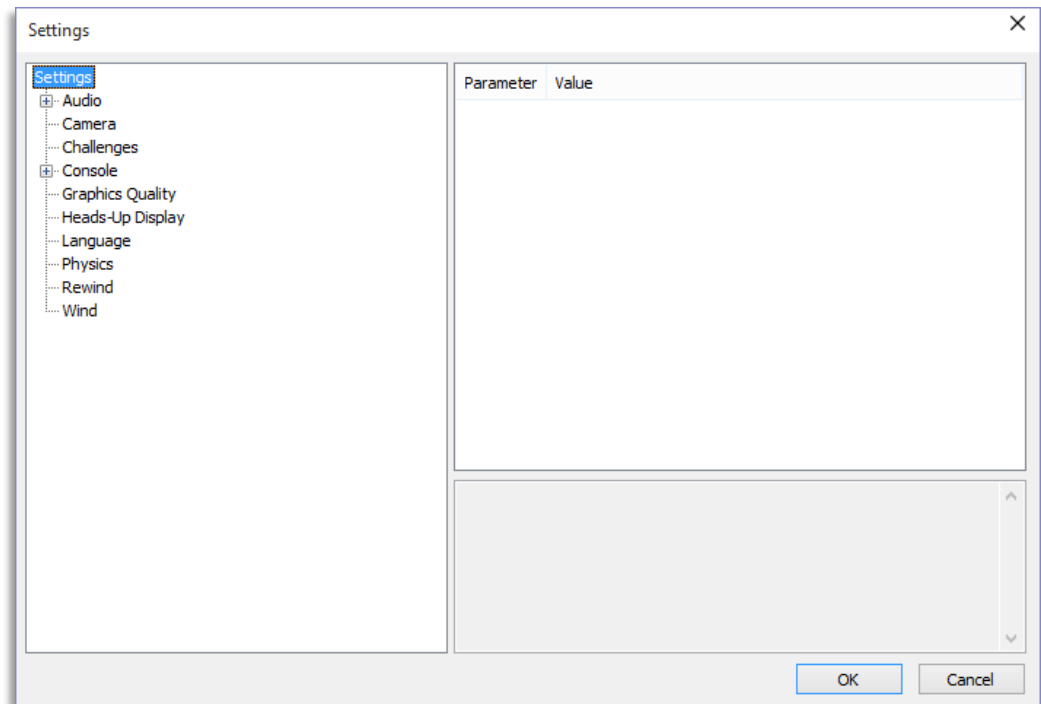 Settings
Settings
Audio
Camera
Challenges
Console
Graphics Quality
Heads-Up Display
Language
Physics
Rewind
Wind
Parameter Value
OK Cancel